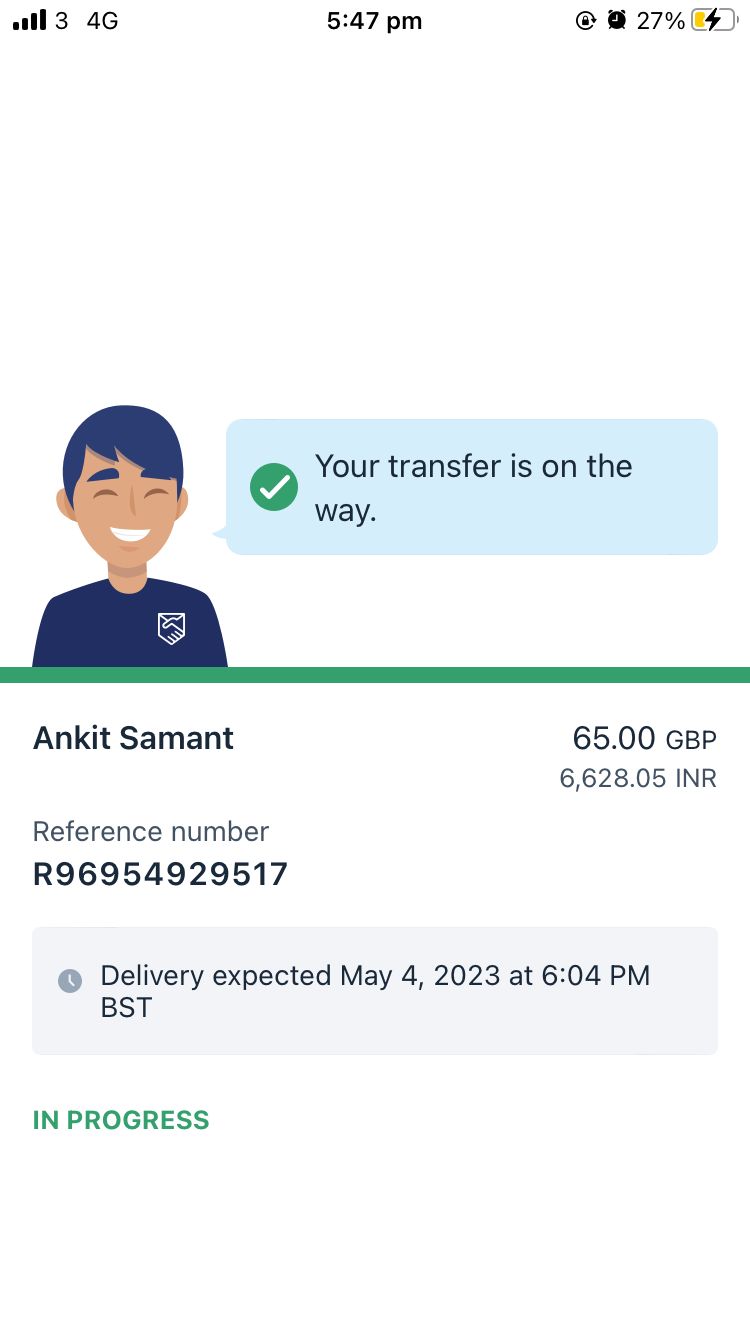 3 4G 5:47 pm 27%
Your transfer is on the
way.
Ankit Samant 65.00 GBP
6,628.05 INR
Reference number
R96954929517
Delivery expected May 4, 2023 at 6:04 PM
BST
IN PROGRESS